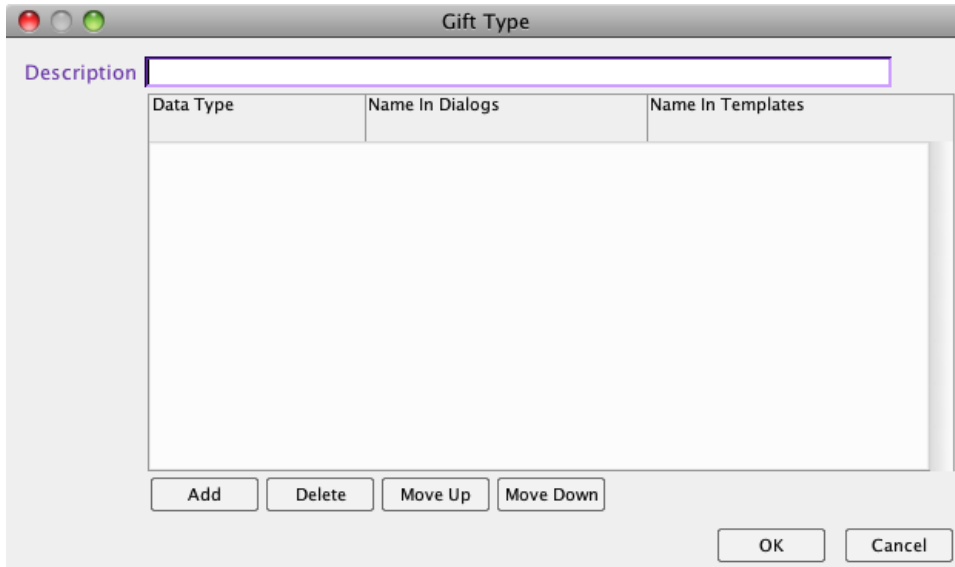 Gift Type
Description
Data Type Name In Dialogs Name In Templates
Add Delete Move Up Move Down
OK Cancel